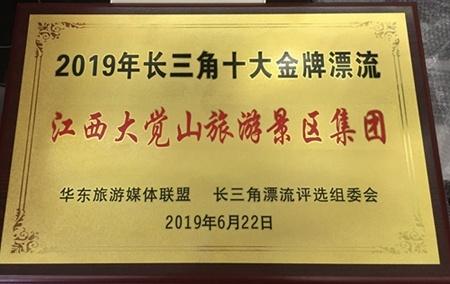 2019年长三角十大金牌漂流
江西大觉山旅游景区集团
华东旅游媒体联盟 长三角漂流评选组委会
2019年6月22日